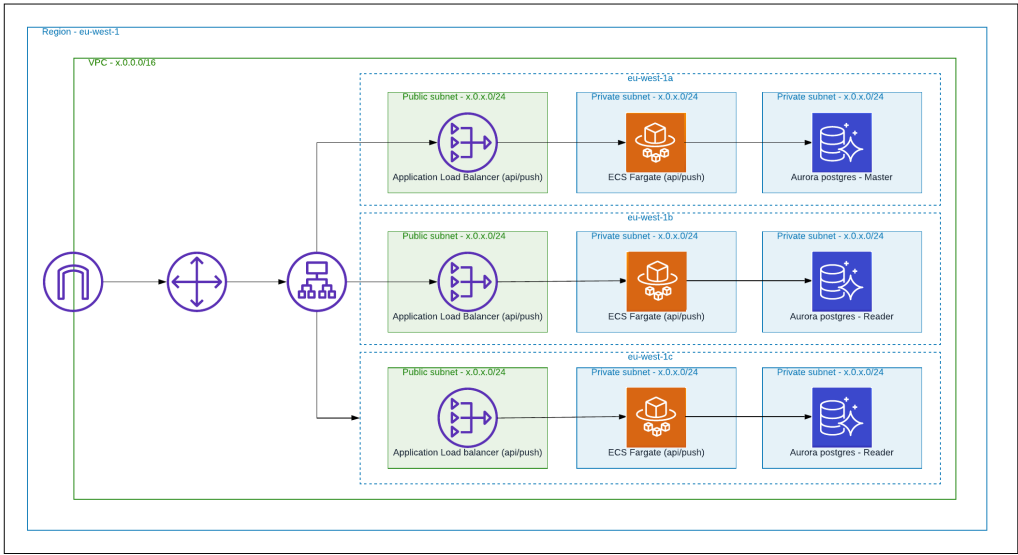 Region - eu-west-1
VPC - x.0.0.0/16
eu-west-1a
Public subnet - x.0.x.0/24
Private subnet - x.0.x.0/24
Private subnet - x.0.x.0/24
Application Load Balancer (api/push)
ECS Fargate (api/push)
Aurora postgres - Master
eu-west-1b
Public subnet - x.0.x.0/24
Private subnet - x.0.x.0/24
Private subnet - x.0.x.0/24
Application Load Balancer (api/push)
ECS Fargate (api/push)
Aurora postgres - Reader
eu-west-1c
Public subnet - x.0.x.0/24
Private subnet - x.0.x.0/24
Private subnet - x.0.x.0/24
Application Load balancer (api/push)
ECS Fargate (api/push)
Aurora postgres - Reader